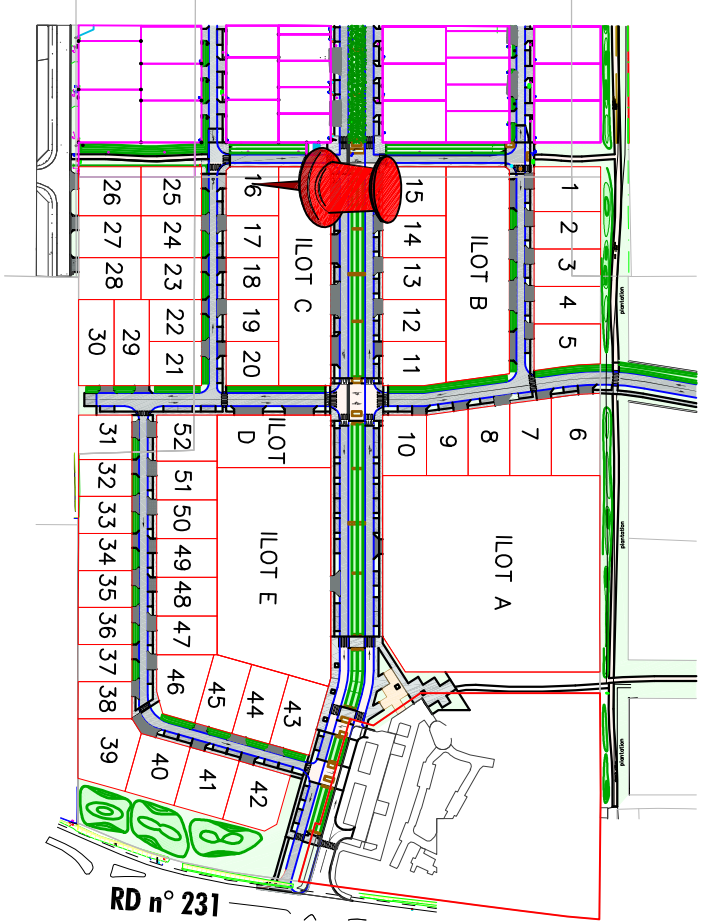 26 25 16 15 1
27 24 17 14 2
28 23 18 13 3
22 19 12 4
30 29 21 20 11 5
ILOT C
ILOT B
plantation
31 52 ILOT D 10 9 8 7 6
32 51
33 50
34 49
35 48
36 47
37 46 45 44 43
38
39 40 41 42
ILOT E
ILOT A
plantation
plantation
RD n° 231